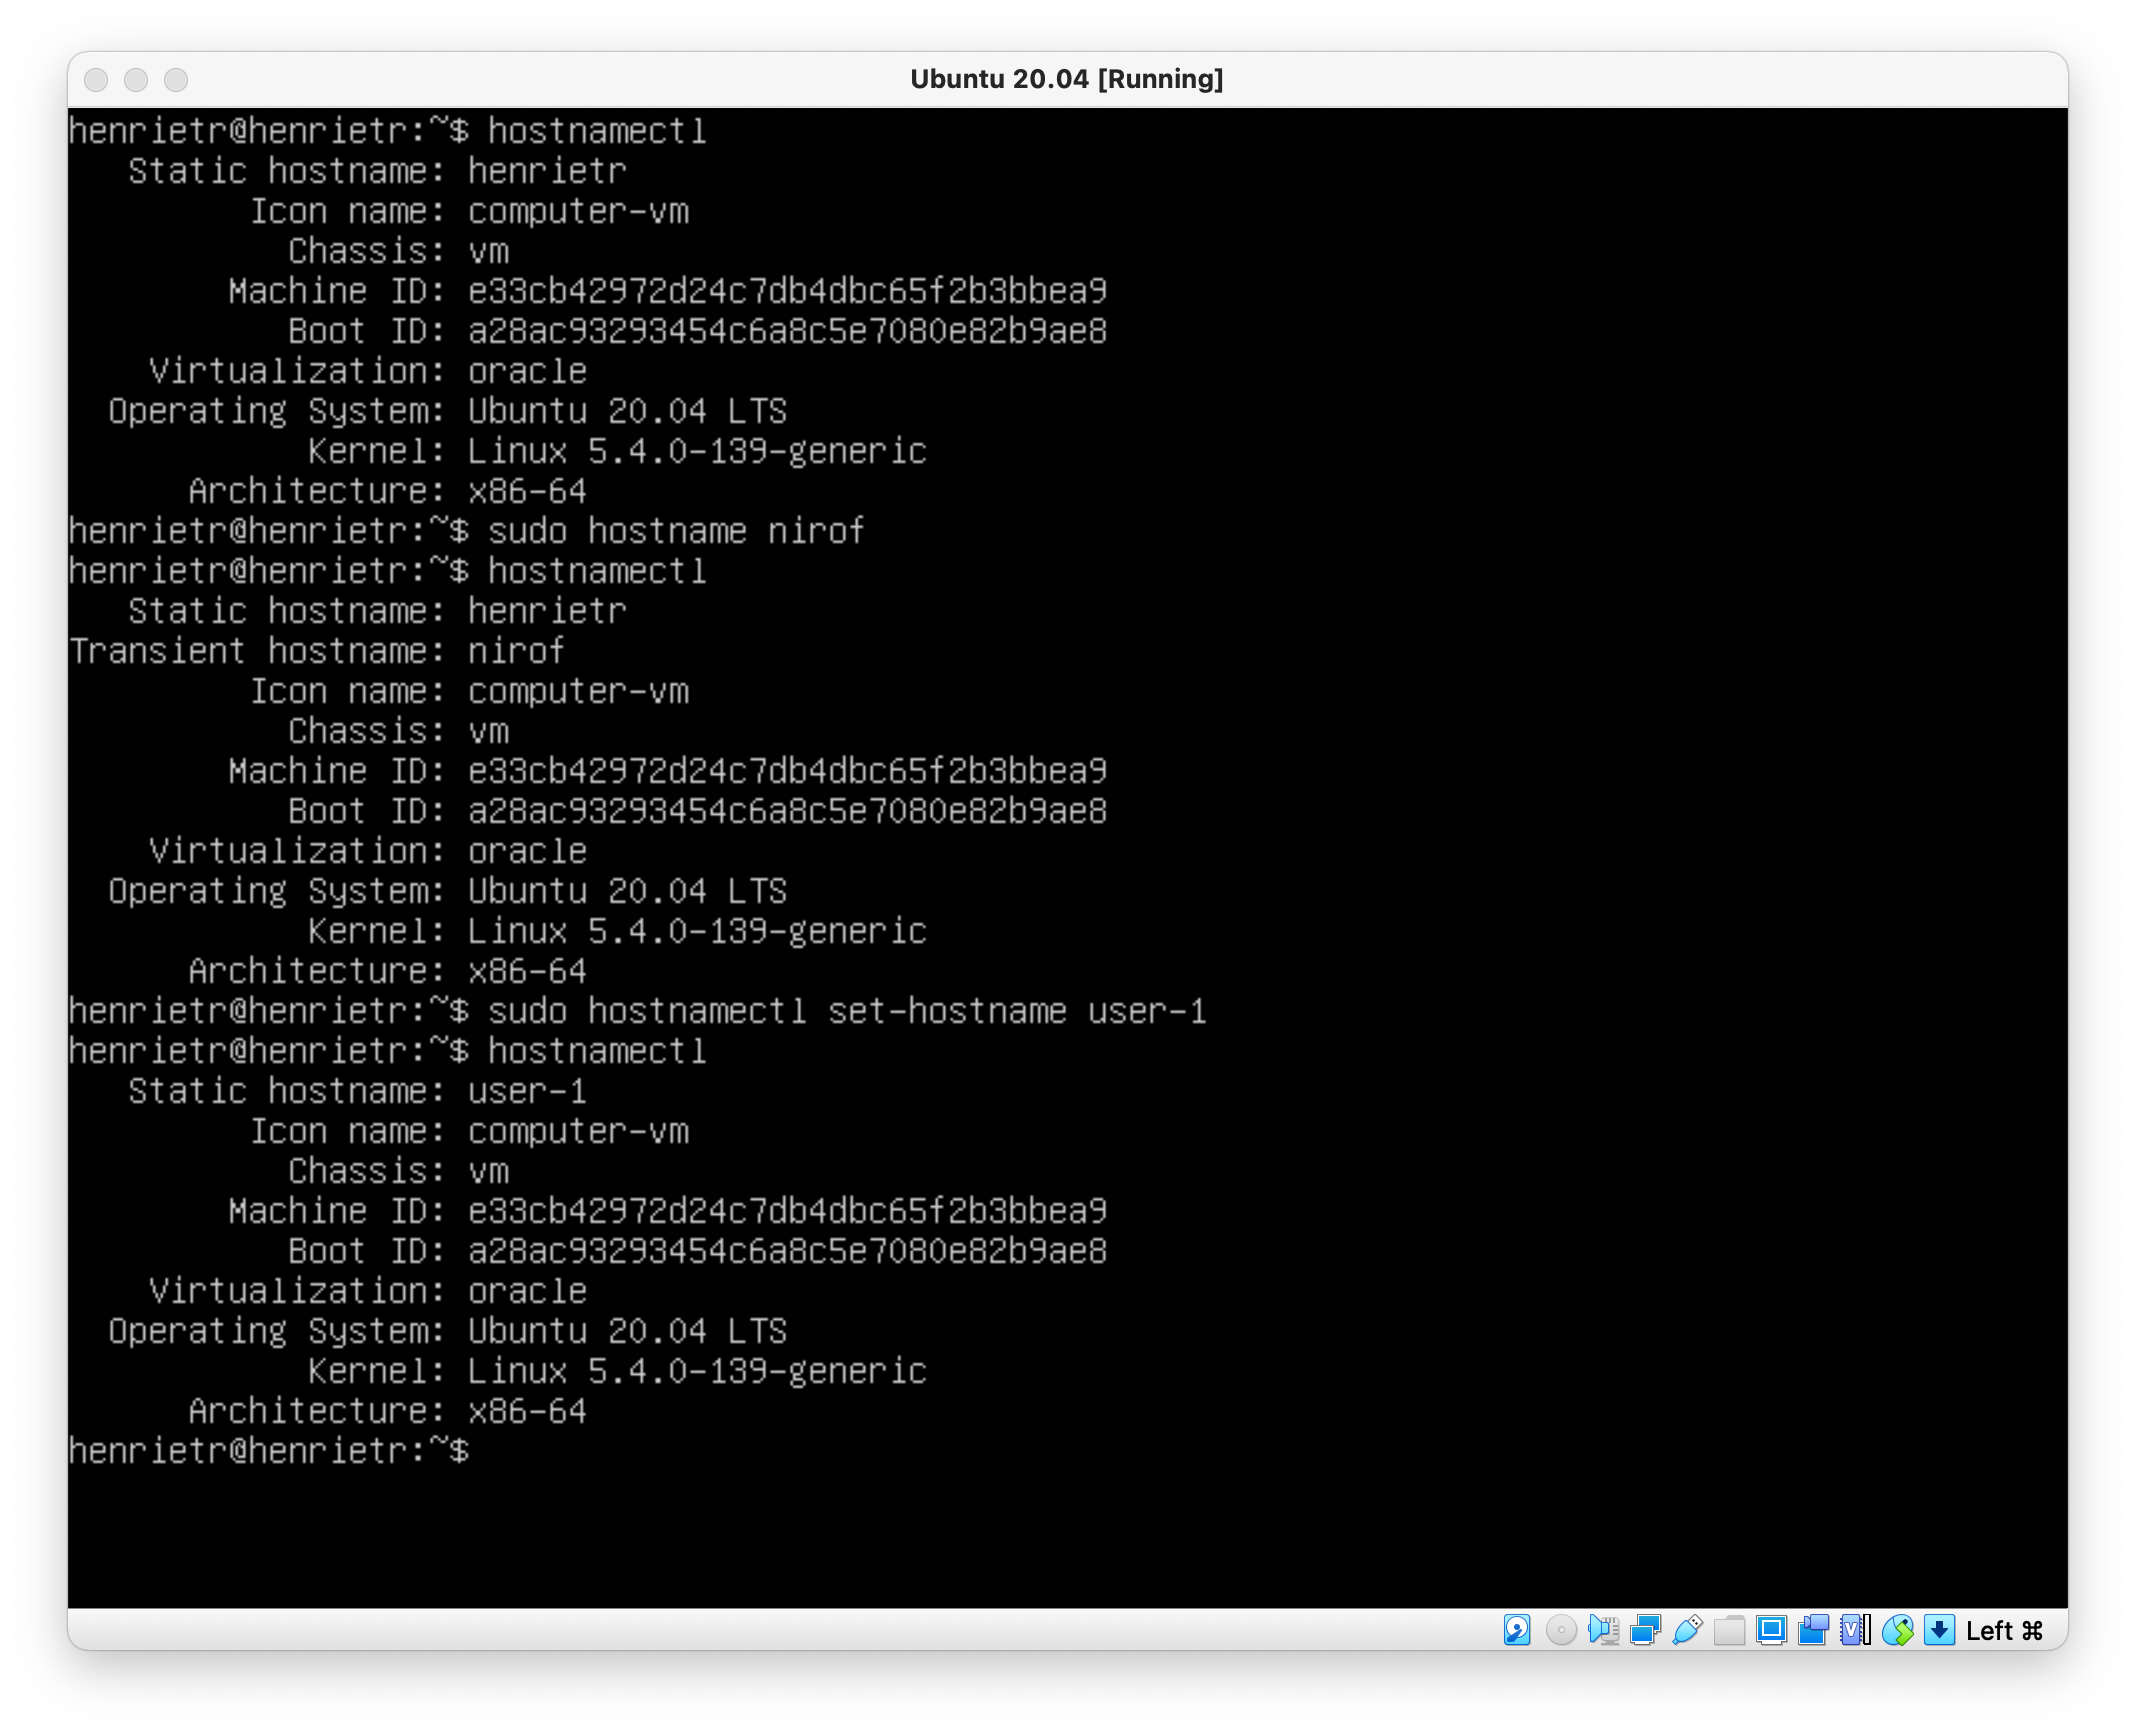 Ubuntu 20.04 [Running]
henrietr@henrietr:~$ hostnamectl
   Static hostname: henrietr
         Icon name: computer-vm
           Chassis: vm
        Machine ID: e33cb42972d24c7db4dbc65f2b3bbea9
           Boot ID: a28ac93293454c6a8c5e7080e82b9ae8
    Virtualization: oracle
  Operating System: Ubuntu 20.04 LTS
            Kernel: Linux 5.4.0-139-generic
      Architecture: x86-64
henrietr@henrietr:~$ sudo hostname nirof
henrietr@henrietr:~$ hostnamectl
   Static hostname: henrietr
Transient hostname: nirof
         Icon name: computer-vm
           Chassis: vm
        Machine ID: e33cb42972d24c7db4dbc65f2b3bbea9
           Boot ID: a28ac93293454c6a8c5e7080e82b9ae8
    Virtualization: oracle
  Operating System: Ubuntu 20.04 LTS
            Kernel: Linux 5.4.0-139-generic
      Architecture: x86-64
henrietr@henrietr:~$ sudo hostnamectl set-hostname user-1
henrietr@henrietr:~$ hostnamectl
   Static hostname: user-1
         Icon name: computer-vm
           Chassis: vm
        Machine ID: e33cb42972d24c7db4dbc65f2b3bbea9
           Boot ID: a28ac93293454c6a8c5e7080e82b9ae8
    Virtualization: oracle
  Operating System: Ubuntu 20.04 LTS
            Kernel: Linux 5.4.0-139-generic
      Architecture: x86-64
henrietr@henrietr:~$
Left ⌘